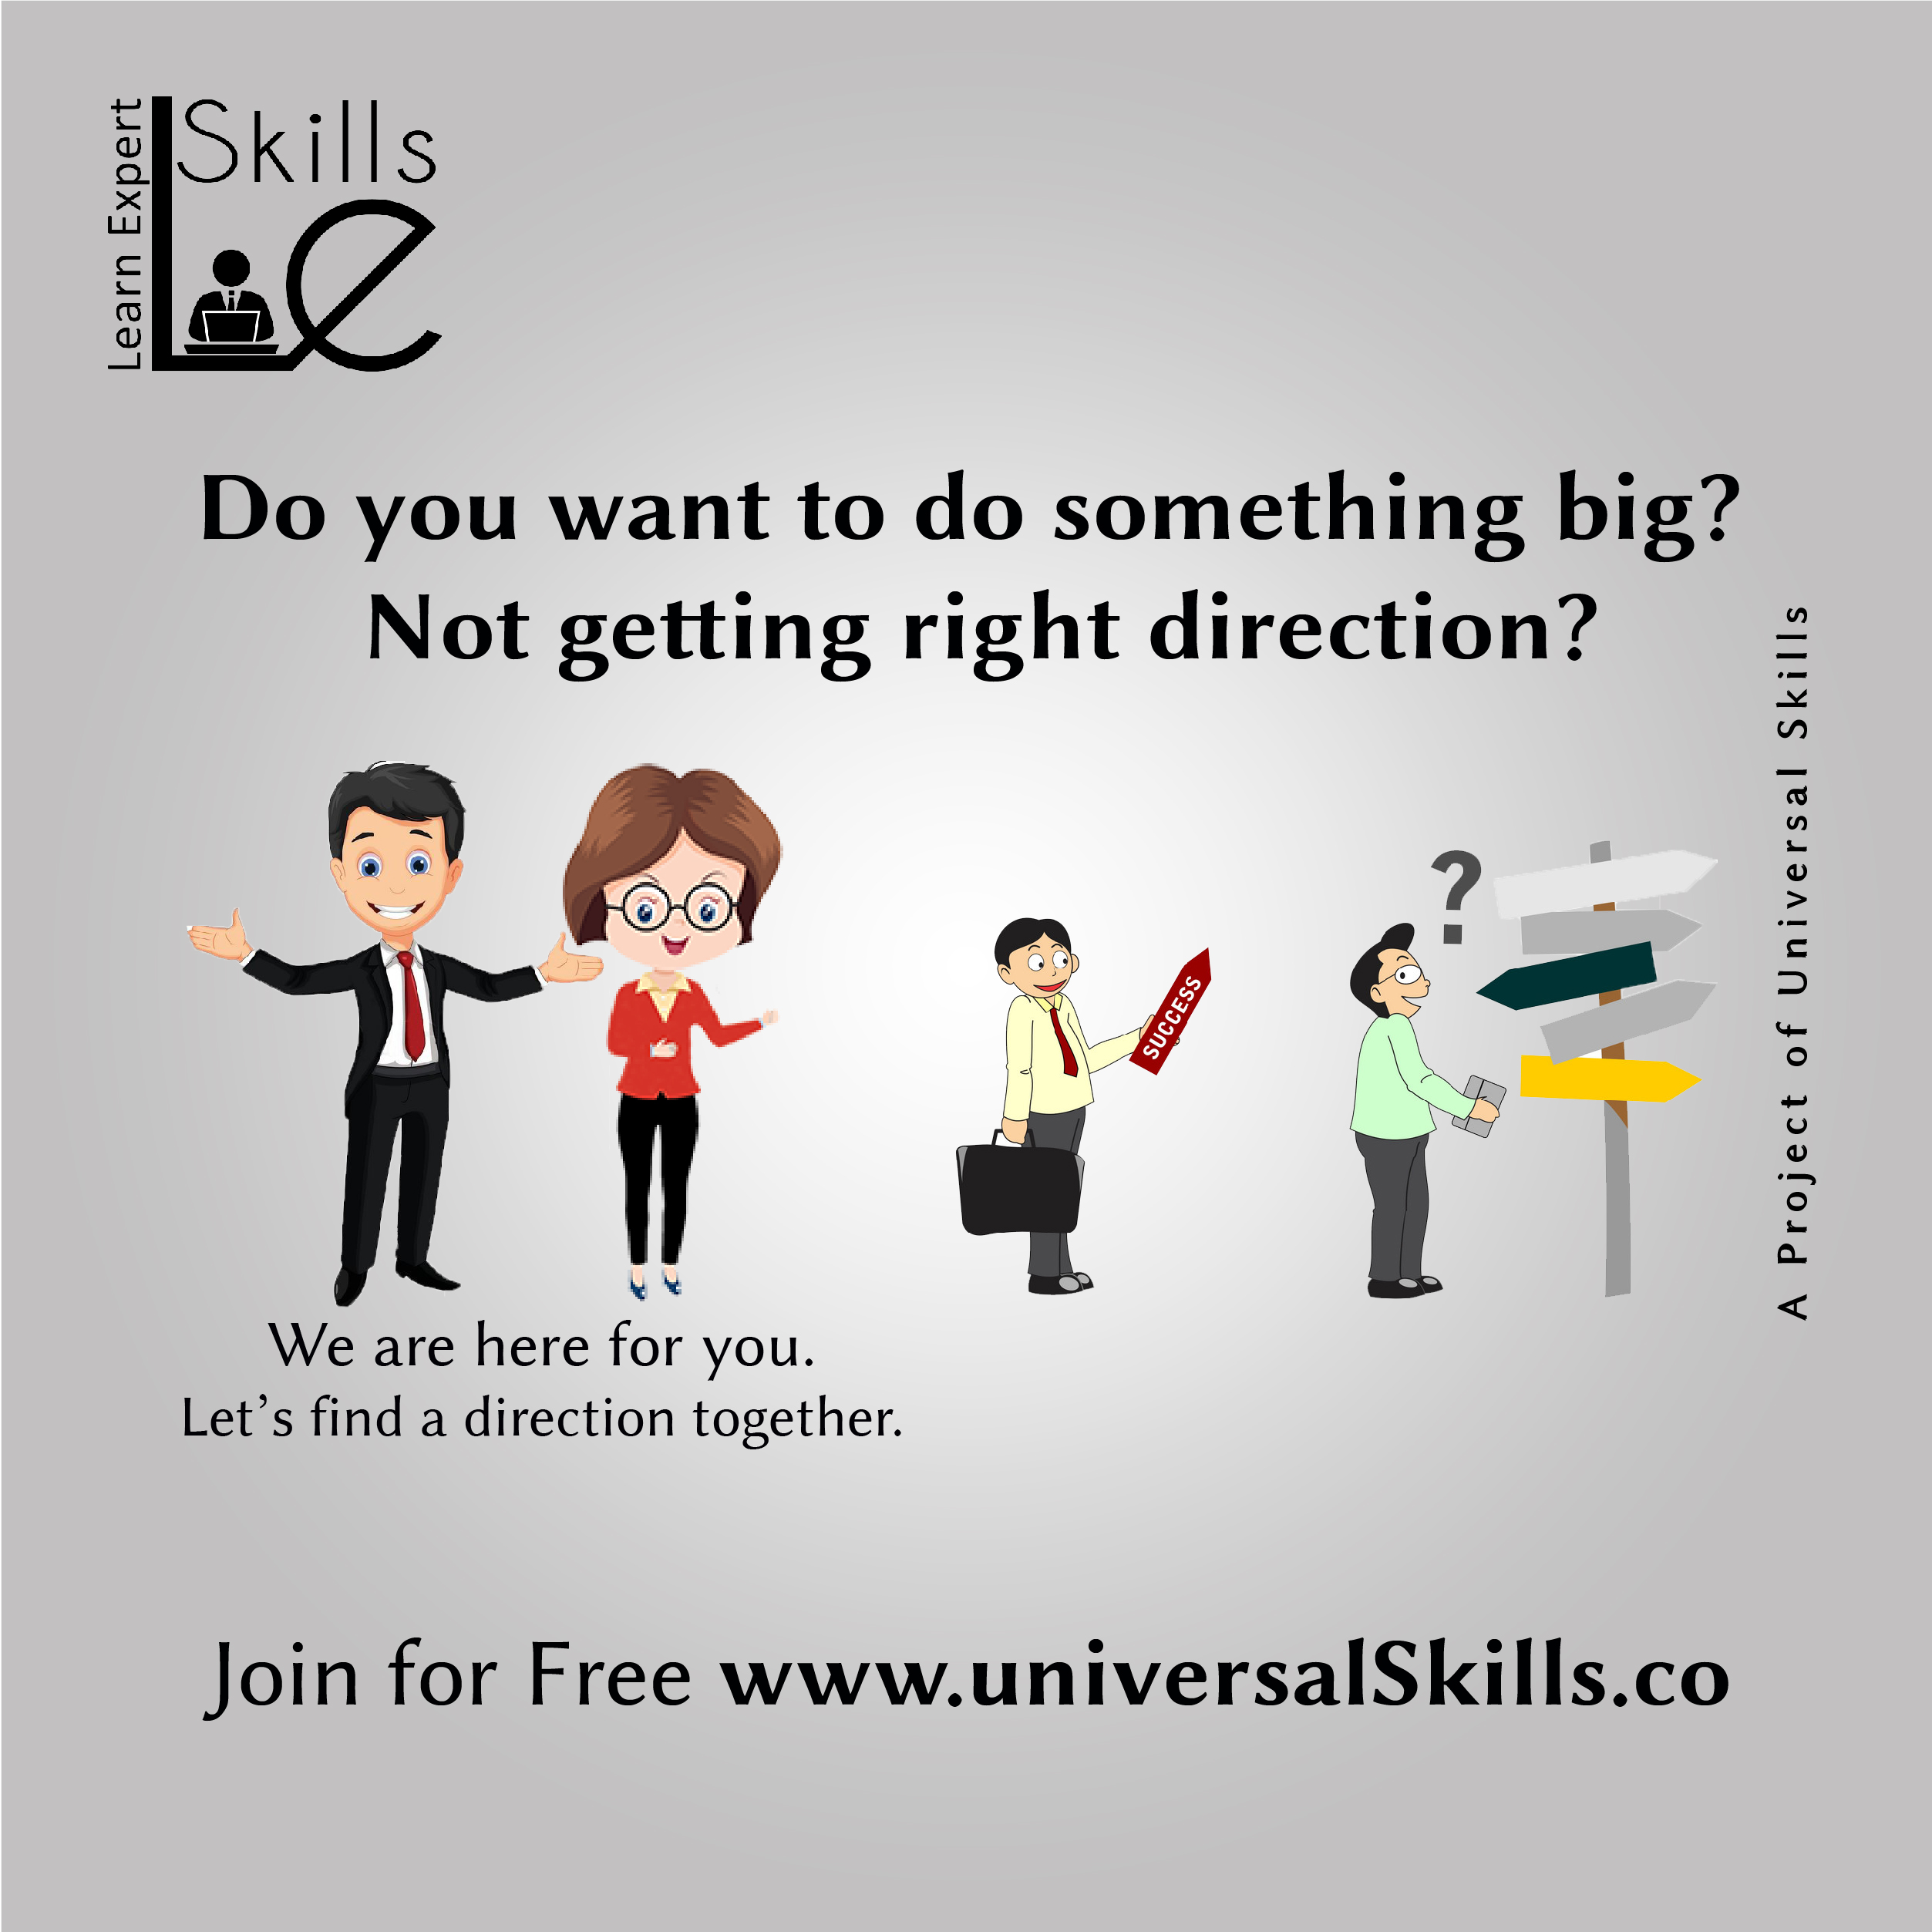 Learn Expert
Skills
Le
Do you want to do something big?
Not getting right direction?
A Project of Universal Skills
?
SUCCESS
We are here for you.
Let’s find a direction together.
Join for Free www.universalSkills.co